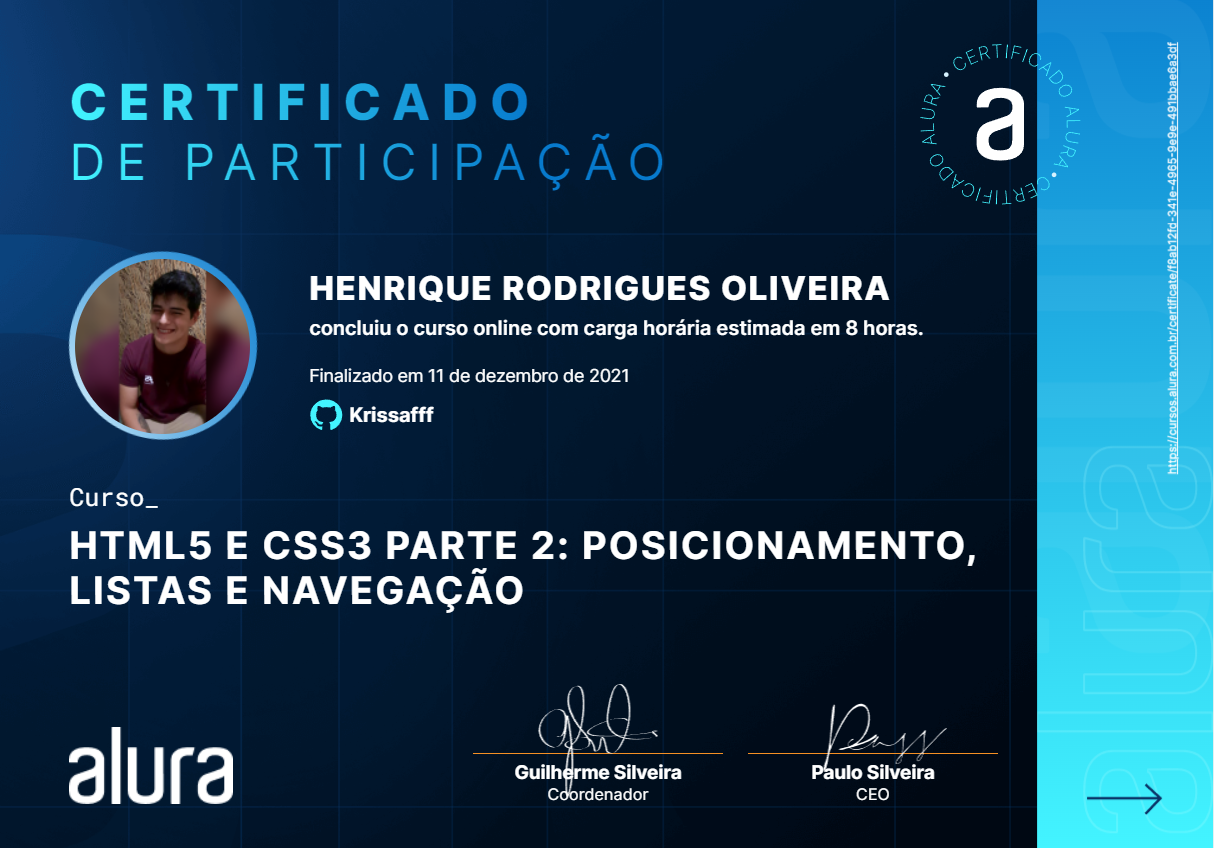 CERTIFICADO
DE PARTICIPAÇÃO
CERTIFICADO ALURA • CERTIFICADO ALURA •
a
https://cursos.alura.com.br/certificate/f8ab12fd-341e-4965-9e9e-491bbae6a3df
HENRIQUE RODRIGUES OLIVEIRA
concluiu o curso online com carga horária estimada em 8 horas.
Finalizado em 11 de dezembro de 2021
Krissafff
Curso_
HTML5 E CSS3 PARTE 2: POSICIONAMENTO,
LISTAS E NAVEGAÇÃO
alura
Guilherme Silveira
Coordenador
Paulo Silveira
CEO
alura